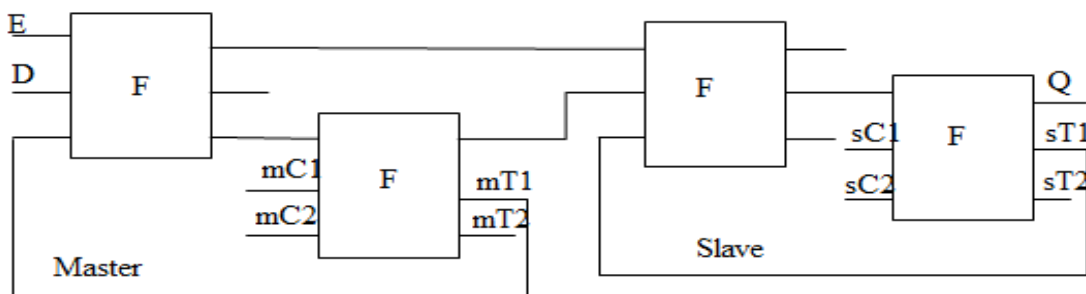 E
D
F
F
mC1
mC2
mT1
mT2
Master
F
F
sC1
sC2
Q
sT1
sT2
Slave